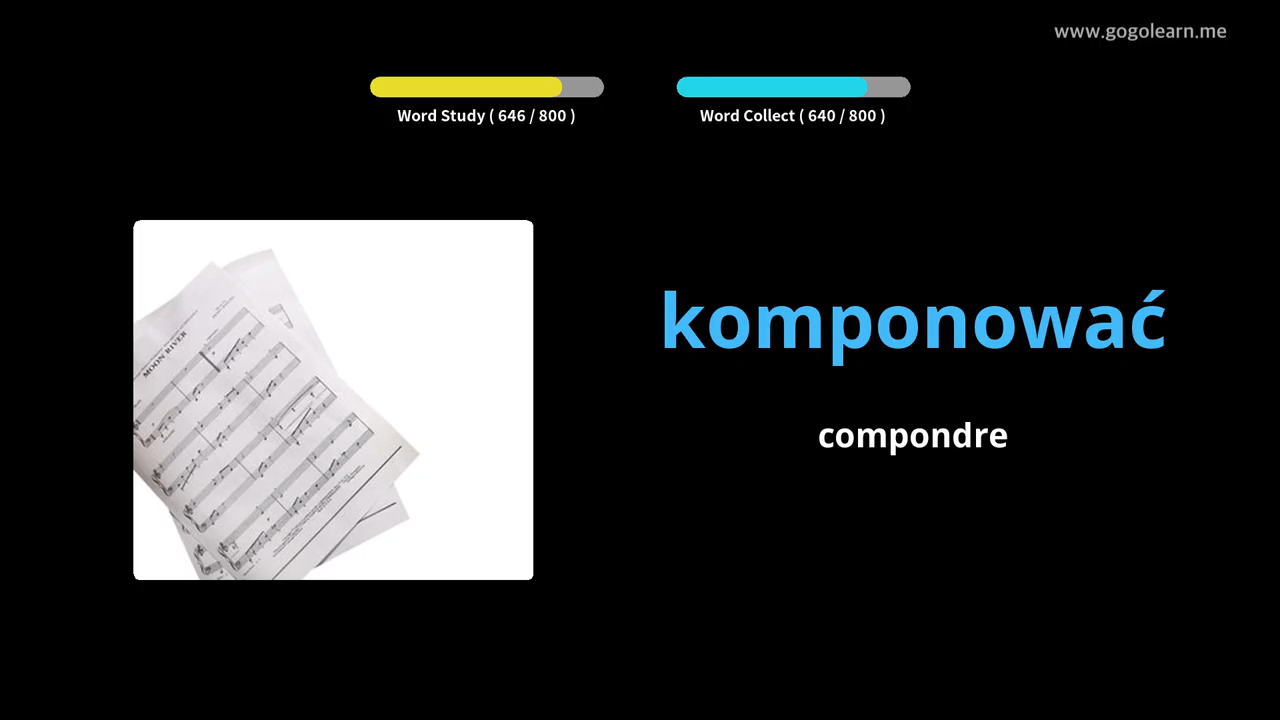 www.gogolearn.me
Word Study ( 646 / 800 )
Word Collect ( 640 / 800 )
MOON RIVER
komponować
compondre